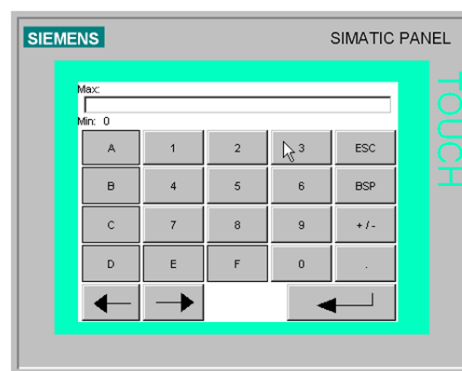 SIEMENS
SIMATIC PANEL
TOUCH
Max:
Min: 0
A 1 2 3 ESC
B 4 5 6 BSP
C 7 8 9 +/-
D E F 0 .